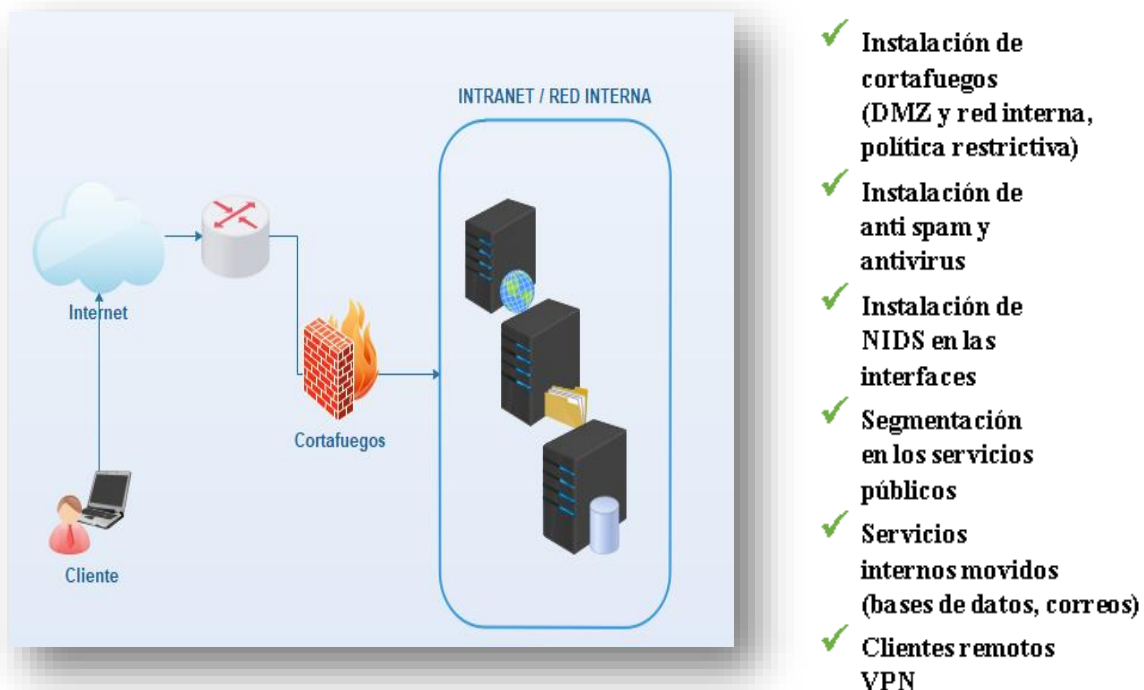 INTRANET / RED INTERNA
Internet
Cortafuegos
Cliente
Instalación de
cortafuegos
(DMZ y red interna,
política restrictiva)
Instalación de
anti spam y
antivirus
Instalación de
NIDS en las
interfaces
Segmentación
en los servicios
públicos
Servicios
internos movidos
(bases de datos, correos)
Clientes remotos
VPN